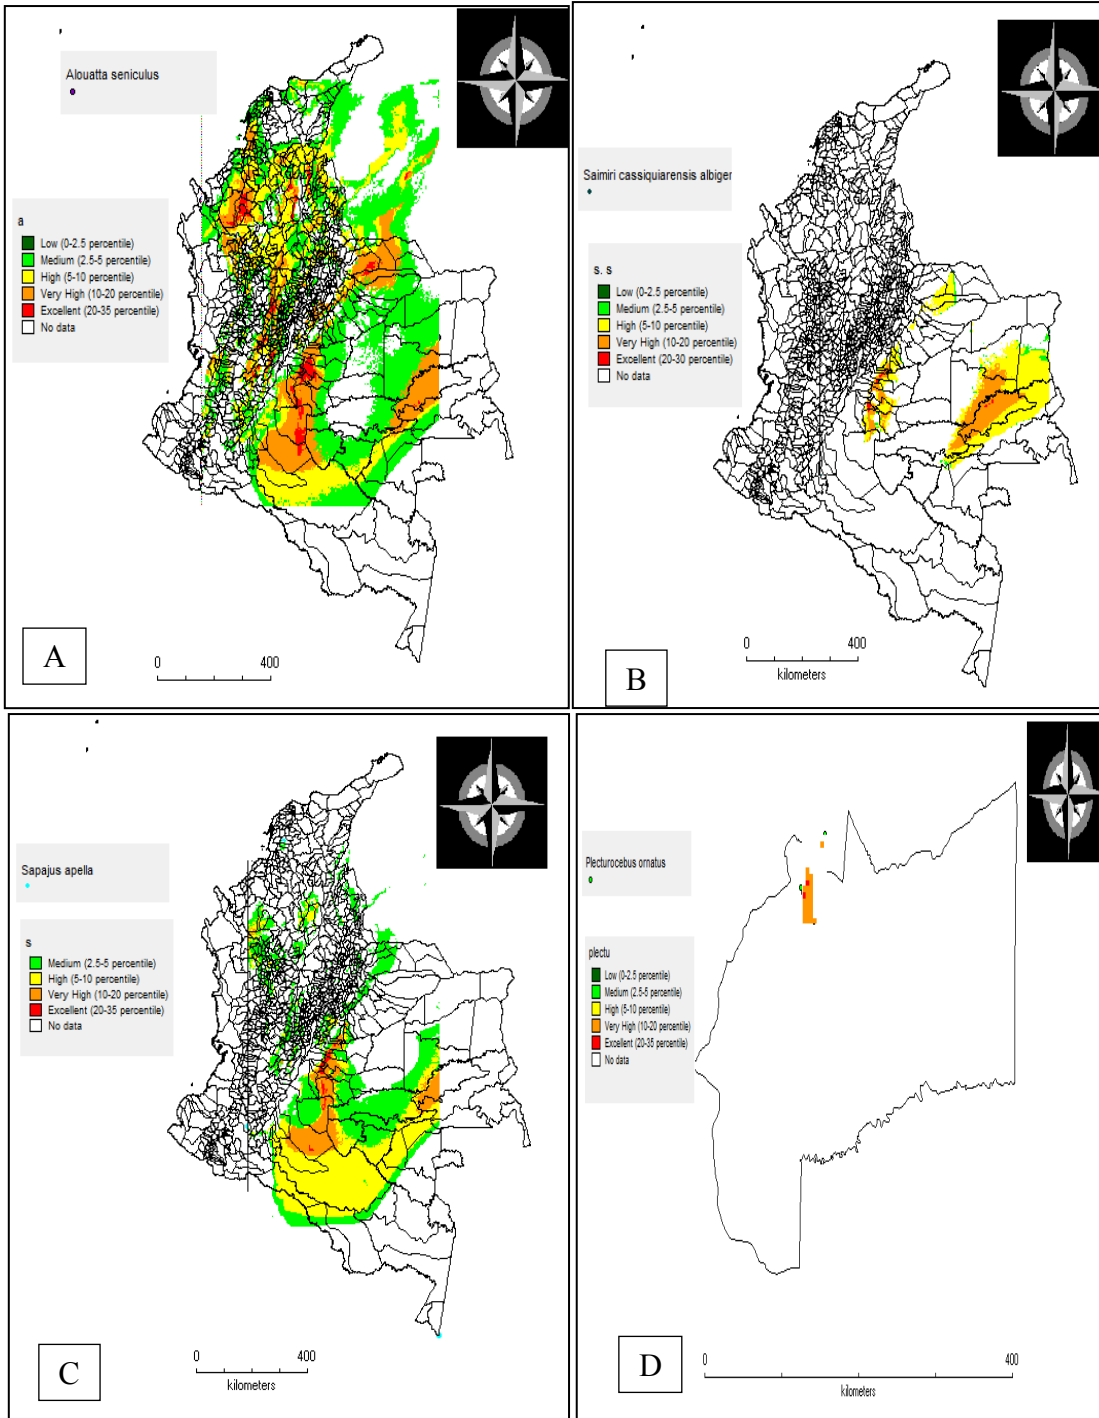 Alouatta seniculus
a
Low (0-2.5 percentile)
Medium (2.5-5 percentile)
High (5-10 percentile)
Very High (10-20 percentile)
Excellent (20-35 percentile)
No data
A
0 400
Saimiri cassiquiarensis albiger
s. s
Low (0-2.5 percentile)
Medium (2.5-5 percentile)
High (5-10 percentile)
Very High (10-20 percentile)
Excellent (20-30 percentile)
No data
B
0 400
kilometers
Sapajus apella
s
Medium (2.5-5 percentile)
High (5-10 percentile)
Very High (10-20 percentile)
Excellent (20-35 percentile)
No data
C
0 400
kilometers
Plecturocebus ornatus
plectu
Low (0-2.5 percentile)
Medium (2.5-5 percentile)
High (5-10 percentile)
Very High (10-20 percentile)
Excellent (20-35 percentile)
No data
D
0 400
kilometers